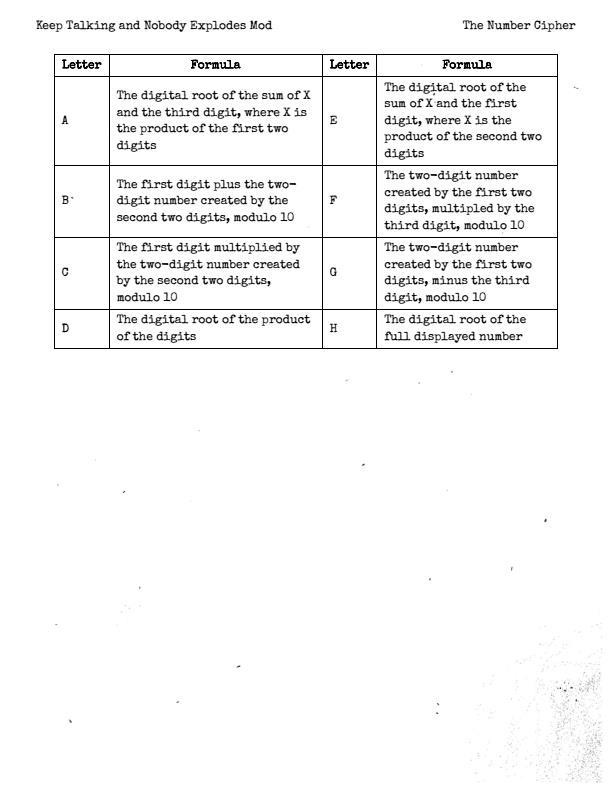 Keep Talking and Nobody Explodes Mod
The Number Cipher
Letter
Formula
Letter
Formula
A
The digital root of the sum of X
and the third digit, where X is
the product of the first two
digits
E
The digital root of the
sum of X and the first
digit, where X is the
product of the second two
digits
B
The first digit plus the two-
digit number created by the
second two digits, modulo 10
F
The two-digit number
created by the first two
digits, multipled by the
third digit, modulo 10
C
The first digit multiplied by
the two-digit number created
by the second two digits,
modulo 10
G
The two-digit number
created by the first two
digits, minus the third
digit, modulo 10
D
The digital root of the product
of the digits
H
The digital root of the
full displayed number